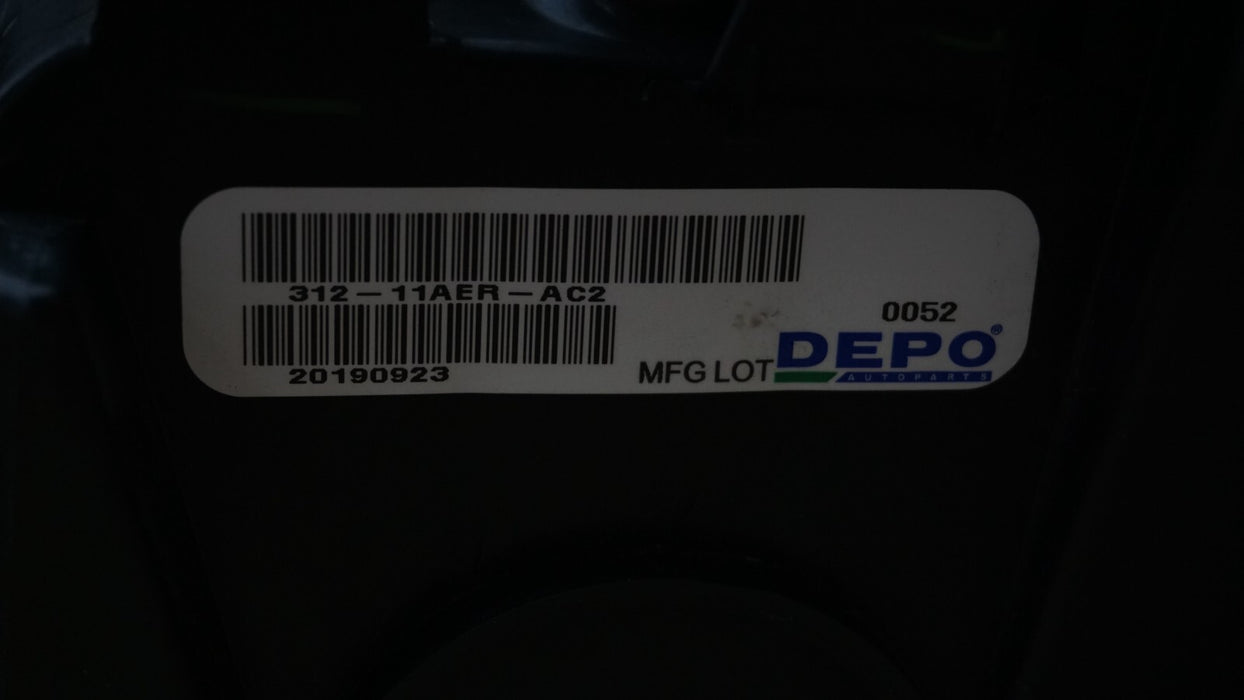 312-11AER-AC2
20190923
0052
MFG LOT
DEPO®
AUTOPARTS